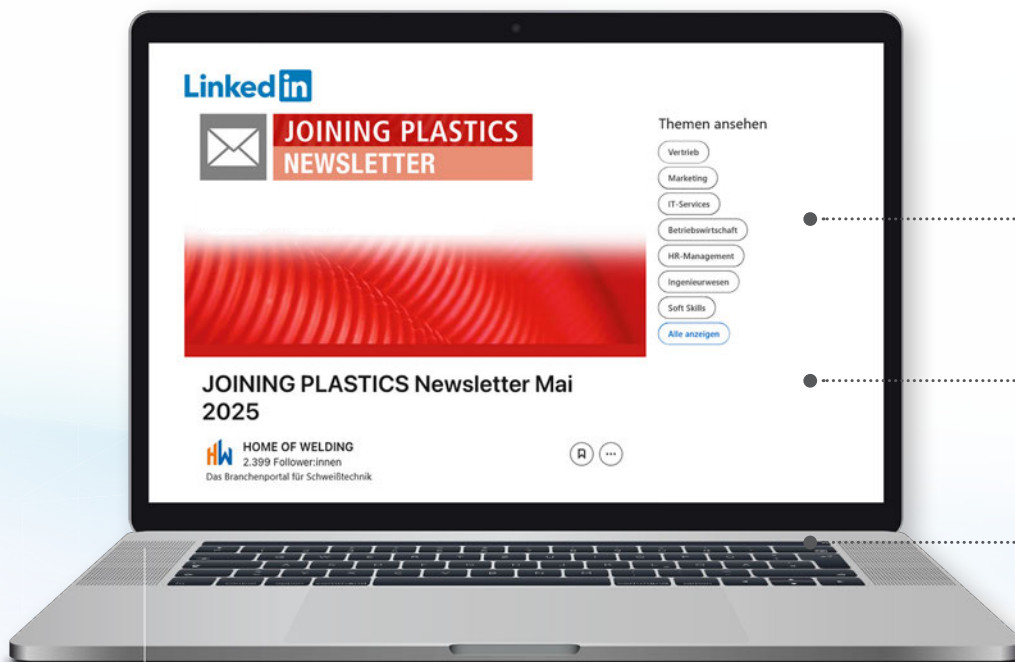 Linked in
JOINING PLASTICS
NEWSLETTER
Themen ansehen
Vertrieb
Marketing
IT-Services
Betriebswirtschaft
HR-Management
Ingenieurwesen
Soft Skills
Alle anzeigen
JOINING PLASTICS Newsletter Mai
2025
HW HOME OF WELDING
2.399 Follower:innen
Das Branchenportal für Schweißtechnik